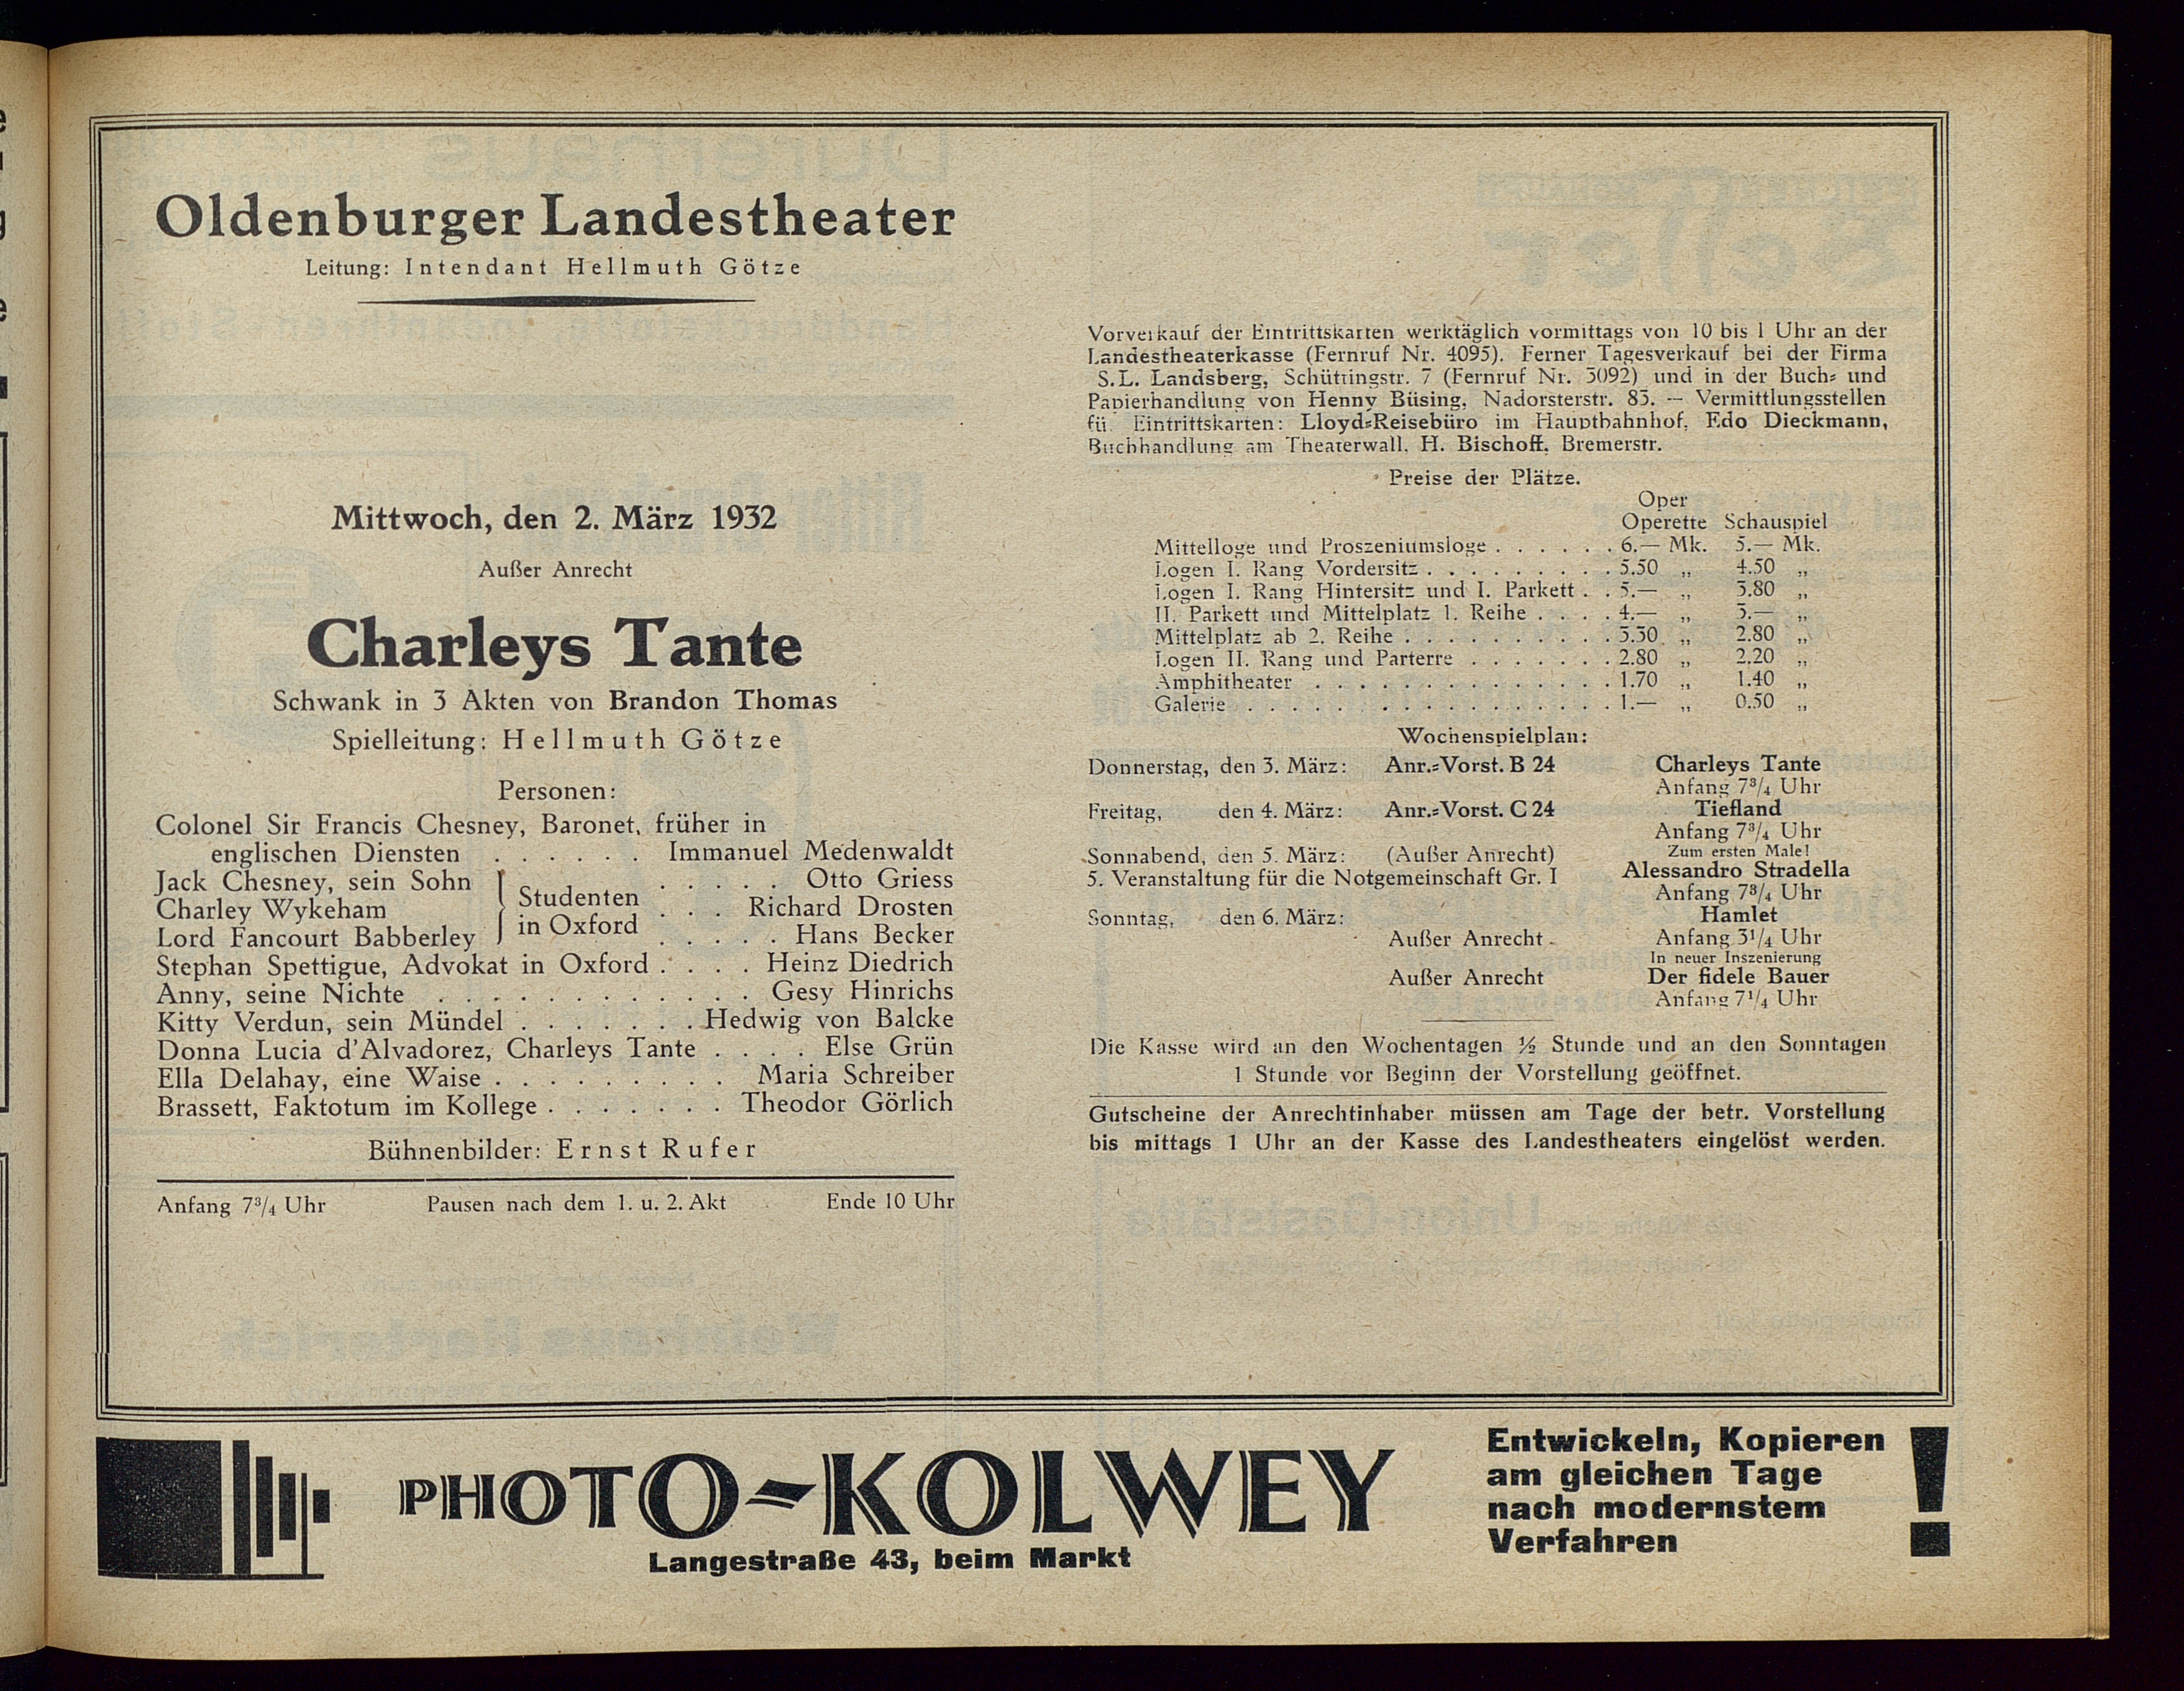 Oldenburger Landestheater
Leitung: Intendant Hellmuth Götze
Mittwoch, den 2. März 1932
Außer Anrecht
Charleys Tante
Schwank in 3 Akten von Brandon Thomas
Spielleitung: Hellmuth Götze
Personen:
Colonel Sir Francis Chesney, Baronet, früher in
englischen Diensten . . . . . . Immanuel Medenwaldt
Jack Chesney, sein Sohn . . . . . Otto Griess
Charley Wykeham } Studenten in Oxford . . . Richard Drosten
Lord Fancourt Babberley . . . . . Hans Becker
Stephan Spettigue, Advokat in Oxford . . . . Heinz Diedrich
Anny, seine Nichte . . . . . . . . . . . . Gesy Hinrichs
Kitty Verdun, sein Mündel . . . . . . . Hedwig von Balcke
Donna Lucia d'Alvadorez, Charleys Tante . . . . Else Grün
Ella Delahay, eine Waise . . . . . . . . . Maria Schreiber
Brassett, Faktotum im Kollege . . . . . . . Theodor Görlich
Bühnenbilder: Ernst Rufer
Anfang 7¾ Uhr Pausen nach dem 1. u. 2. Akt Ende 10 Uhr
Vorverkauf der Eintrittskarten werktäglich vormittags von 10 bis 1 Uhr an der
Landestheaterkasse (Fernruf Nr. 4095). Ferner Tagesverkauf bei der Firma
S. L. Landsberg, Schüttingstr. 7 (Fernruf Nr. 3092) und in der Buch- und
Papierhandlung von Henny Büsing, Nadorsterstr. 83. — Vermittlungsstellen
fü Eintrittskarten: Lloyd-Reisebüro im Hauptbahnhof, Edo Dieckmann,
Buchhandlung am Theaterwall, H. Bischoff, Bremerstr.
Preise der Plätze.
Oper
Operette Schauspiel
Mittelloge und Proszeniumsloge . . . . . . 6.— Mk. 5.— Mk.
Logen I. Rang Vordersitz . . . . . . . . . 5.50 „ 4.50 „
Logen I. Rang Hintersitz und I. Parkett . . 5.— „ 3.80 „
II. Parkett und Mittelplatz 1. Reihe . . . . 4.— „ 3.— „
Mittelplatz ab 2. Reihe . . . . . . . . . . 3.30 „ 2.80 „
Logen II. Rang und Parterre . . . . . . . 2.80 „ 2.20 „
Amphitheater . . . . . . . . . . . . . . 1.70 „ 1.40 „
Galerie . . . . . . . . . . . . . . . . . 1.— „ 0.50 „
Wochenspielplan:
Donnerstag, den 3. März: Anr.-Vorst. B 24 Charleys Tante
Anfang 7¾ Uhr
Freitag, den 4. März: Anr.-Vorst. C 24 Tiefland
Anfang 7¾ Uhr
Zum ersten Male!
Sonnabend, den 5. März: (Außer Anrecht)
5. Veranstaltung für die Notgemeinschaft Gr. I Alessandro Stradella
Anfang 7¾ Uhr
Sonntag, den 6. März: Hamlet
Außer Anrecht Anfang 3¼ Uhr
In neuer Inszenierung
Außer Anrecht Der fidele Bauer
Anfang 7¼ Uhr
Die Kasse wird an den Wochentagen ½ Stunde und an den Sonntagen
1 Stunde vor Beginn der Vorstellung geöffnet.
Gutscheine der Anrechtinhaber müssen am Tage der betr. Vorstellung
bis mittags 1 Uhr an der Kasse des Landestheaters eingelöst werden.
PHOTO-KOLWEY
Langestraße 43, beim Markt
Entwickeln, Kopieren
am gleichen Tage
nach modernstem
Verfahren
!